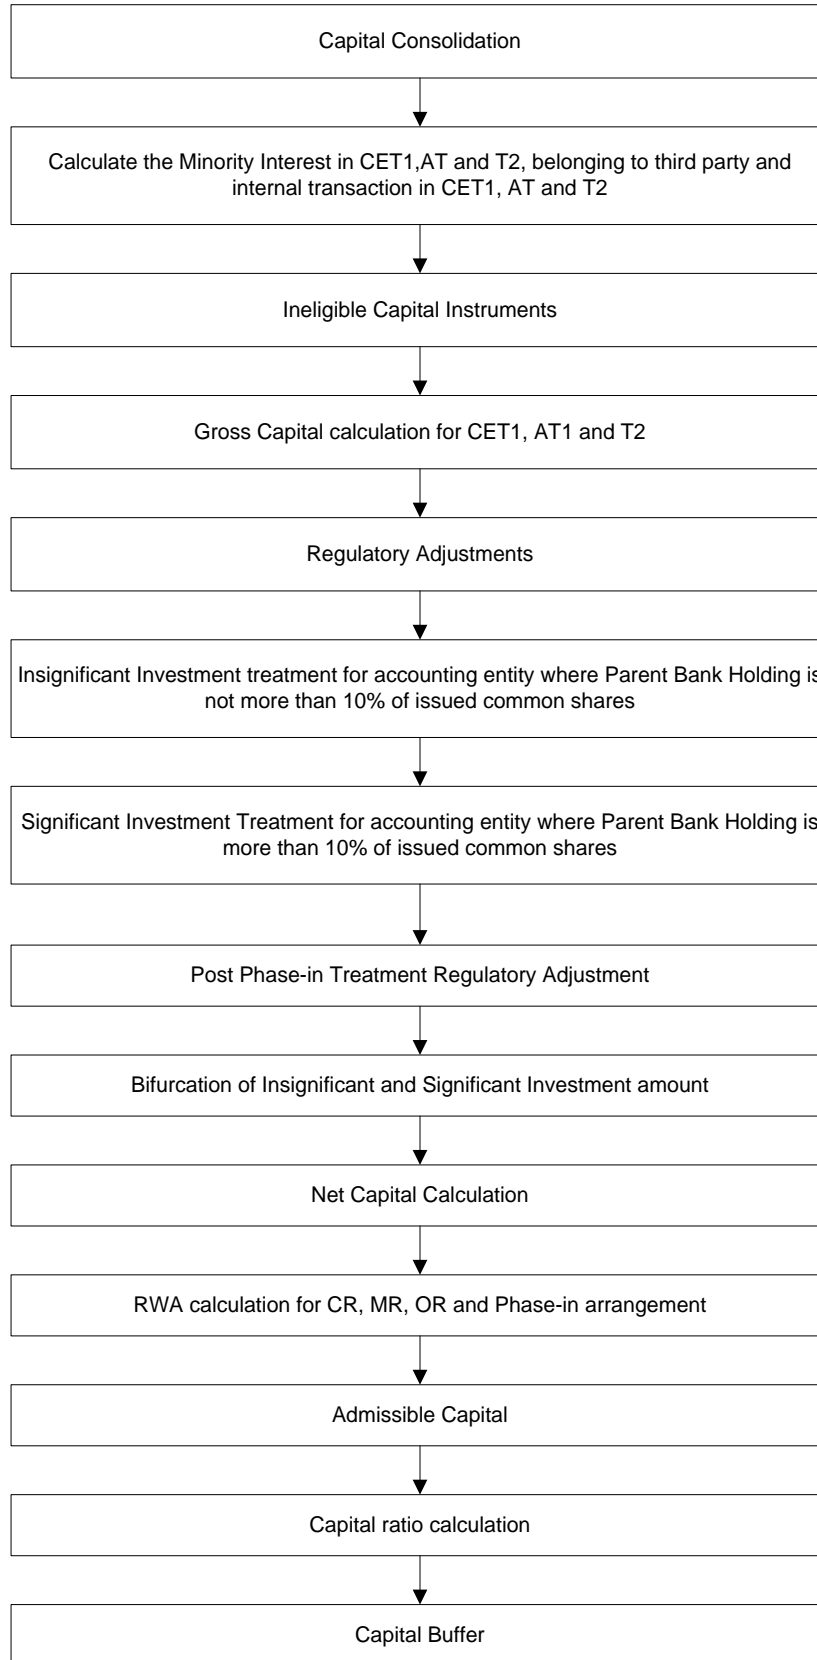 Capital Consolidation
Calculate the Minority Interest in CET1,AT and T2, belonging to third party and
internal transaction in CET1, AT and T2
Ineligible Capital Instruments
Gross Capital calculation for CET1, AT1 and T2
Regulatory Adjustments
Insignificant Investment treatment for accounting entity where Parent Bank Holding is
not more than 10% of issued common shares
Significant Investment Treatment for accounting entity where Parent Bank Holding is
more than 10% of issued common shares
Post Phase-in Treatment Regulatory Adjustment
Bifurcation of Insignificant and Significant Investment amount
Net Capital Calculation
RWA calculation for CR, MR, OR and Phase-in arrangement
Admissible Capital
Capital ratio calculation
Capital Buffer